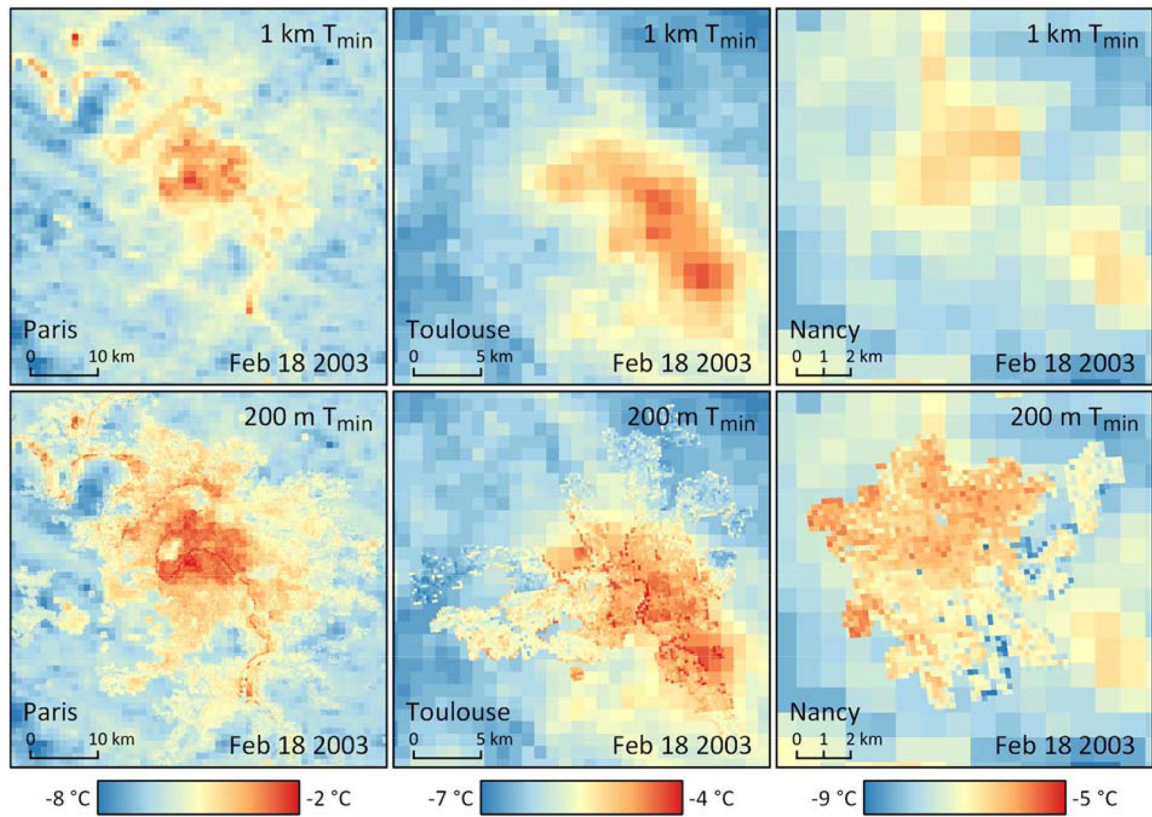 1 km Tmin
Paris
0 10 km
Feb 18 2003
1 km Tmin
Toulouse
0 5 km
Feb 18 2003
1 km Tmin
Nancy
0 1 2 km
Feb 18 2003
200 m Tmin
Paris
0 10 km
Feb 18 2003
200 m Tmin
Toulouse
0 5 km
Feb 18 2003
200 m Tmin
Nancy
0 1 2 km
Feb 18 2003
-8 °C -2 °C
-7 °C -4 °C
-9 °C -5 °C